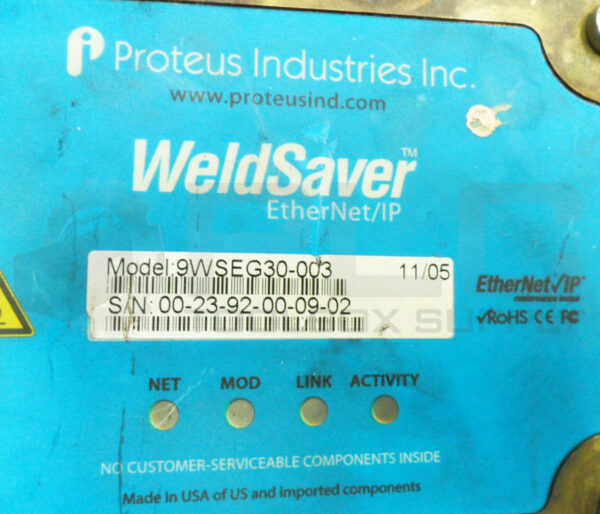 Proteus Industries Inc.
www.proteusind.com
WeldSaver™
EtherNet/IP
Model:9WSEG30-003 11/05
S/N: 00-23-92-00-09-02
EtherNet/IP™
conformance tested
✓RoHS CE FC
NET MOD LINK ACTIVITY
NO CUSTOMER-SERVICEABLE COMPONENTS INSIDE
Made in USA of US and imported components